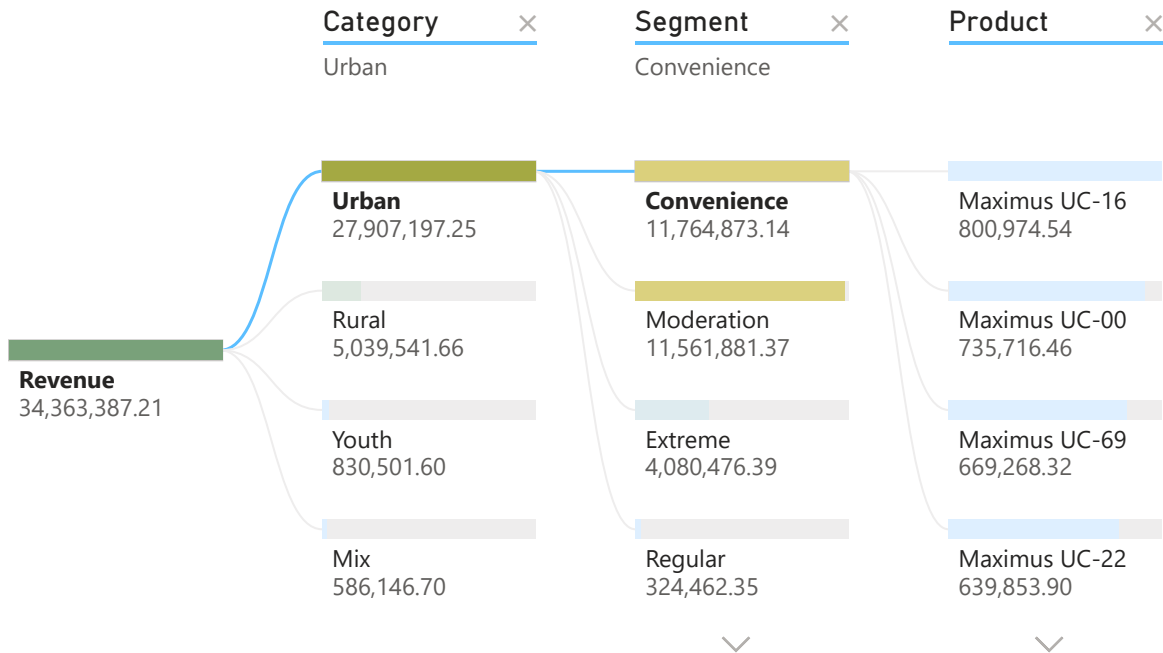 Category
Segment
Product
Urban
Convenience
Revenue
34,363,387.21
Urban
27,907,197.25
Rural
5,039,541.66
Youth
830,501.60
Mix
586,146.70
Convenience
11,764,873.14
Moderation
11,561,881.37
Extreme
4,080,476.39
Regular
324,462.35
Maximus UC-16
800,974.54
Maximus UC-00
735,716.46
Maximus UC-69
669,268.32
Maximus UC-22
639,853.90